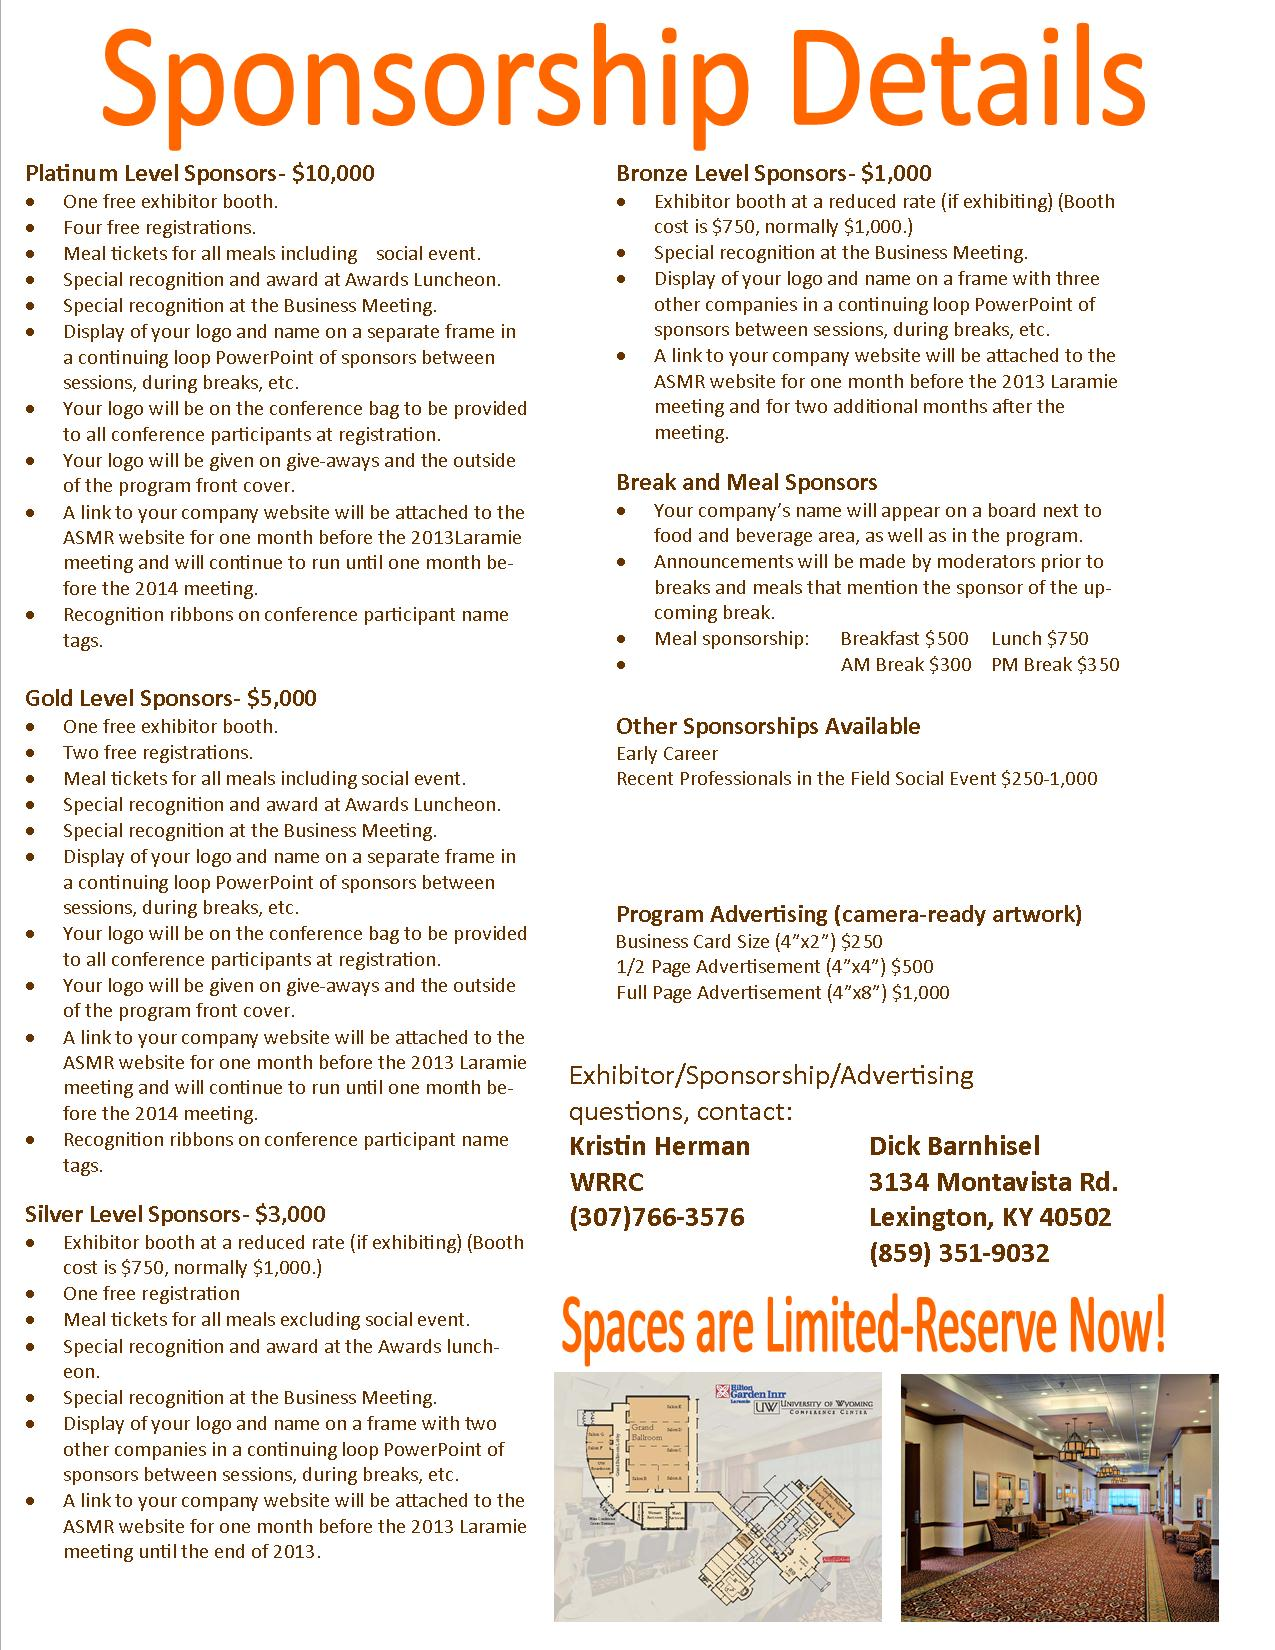 Sponsorship Details
Platinum Level Sponsors- $10,000
• One free exhibitor booth.
• Four free registrations.
• Meal tickets for all meals including social event.
• Special recognition and award at Awards Luncheon.
• Special recognition at the Business Meeting.
• Display of your logo and name on a separate frame in
a continuing loop PowerPoint of sponsors between
sessions, during breaks, etc.
• Your logo will be on the conference bag to be provided
to all conference participants at registration.
• Your logo will be given on give-aways and the outside
of the program front cover.
• A link to your company website will be attached to the
ASMR website for one month before the 2013Laramie
meeting and will continue to run until one month be-
fore the 2014 meeting.
• Recognition ribbons on conference participant name
tags.
Gold Level Sponsors- $5,000
• One free exhibitor booth.
• Two free registrations.
• Meal tickets for all meals including social event.
• Special recognition and award at Awards Luncheon.
• Special recognition at the Business Meeting.
• Display of your logo and name on a separate frame in
a continuing loop PowerPoint of sponsors between
sessions, during breaks, etc.
• Your logo will be on the conference bag to be provided
to all conference participants at registration.
• Your logo will be given on give-aways and the outside
of the program front cover.
• A link to your company website will be attached to the
ASMR website for one month before the 2013 Laramie
meeting and will continue to run until one month be-
fore the 2014 meeting.
• Recognition ribbons on conference participant name
tags.
Silver Level Sponsors- $3,000
• Exhibitor booth at a reduced rate (if exhibiting) (Booth
cost is $750, normally $1,000.)
• One free registration
• Meal tickets for all meals excluding social event.
• Special recognition and award at the Awards lunch-
eon.
• Special recognition at the Business Meeting.
• Display of your logo and name on a frame with two
other companies in a continuing loop PowerPoint of
sponsors between sessions, during breaks, etc.
• A link to your company website will be attached to the
ASMR website for one month before the 2013 Laramie
meeting until the end of 2013.
Bronze Level Sponsors- $1,000
• Exhibitor booth at a reduced rate (if exhibiting) (Booth
cost is $750, normally $1,000.)
• Special recognition at the Business Meeting.
• Display of your logo and name on a frame with three
other companies in a continuing loop PowerPoint of
sponsors between sessions, during breaks, etc.
• A link to your company website will be attached to the
ASMR website for one month before the 2013 Laramie
meeting and for two additional months after the
meeting.
Break and Meal Sponsors
• Your company’s name will appear on a board next to
food and beverage area, as well as in the program.
• Announcements will be made by moderators prior to
breaks and meals that mention the sponsor of the up-
coming break.
• Meal sponsorship: Breakfast $500 Lunch $750
• AM Break $300 PM Break $350
Other Sponsorships Available
Early Career
Recent Professionals in the Field Social Event $250-1,000
Program Advertising (camera-ready artwork)
Business Card Size (4”x2”) $250
1/2 Page Advertisement (4”x4”) $500
Full Page Advertisement (4”x8”) $1,000
Exhibitor/Sponsorship/Advertising
questions, contact:
Kristin Herman
WRRC
(307)766-3576
Dick Barnhisel
3134 Montavista Rd.
Lexington, KY 40502
(859) 351-9032
Spaces are Limited-Reserve Now!
Hilton
Garden Inn
Laramie
UW UNIVERSITY OF WYOMING
CONFERENCE CENTER
Grand
Ballroom
Salon E
Salon D
Salon C
Salon A
Salon B
Salon G
Salon F